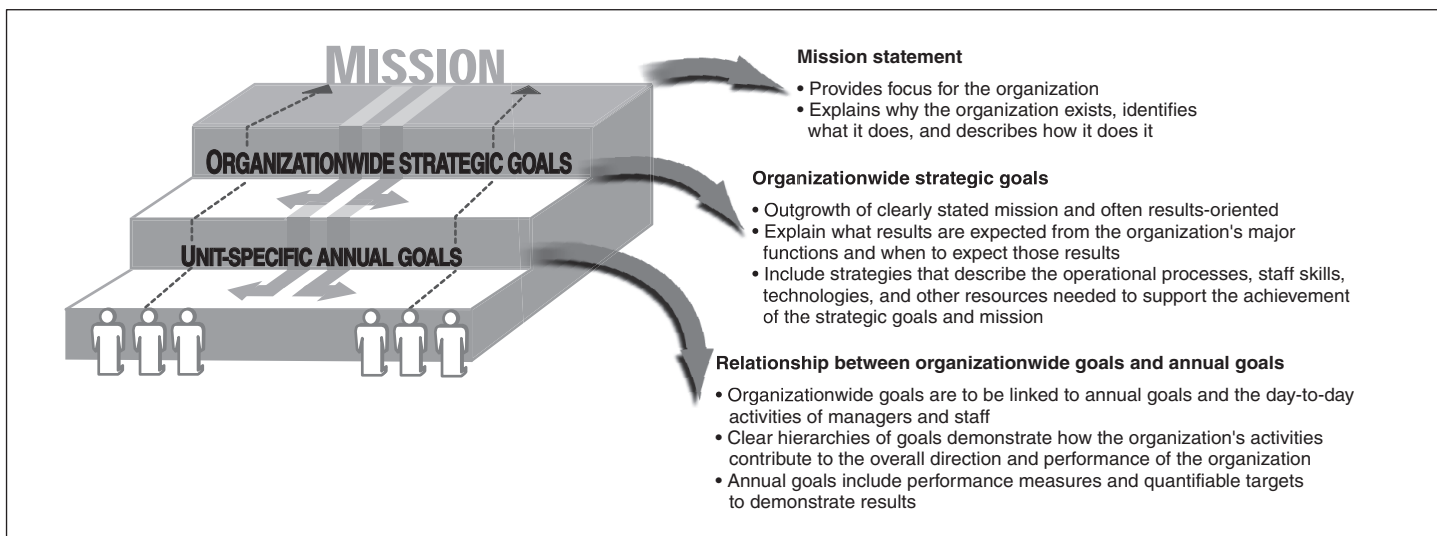 MISSION
ORGANIZATIONWIDE STRATEGIC GOALS
UNIT-SPECIFIC ANNUAL GOALS
Mission statement
• Provides focus for the organization
• Explains why the organization exists, identifies
what it does, and describes how it does it
Organizationwide strategic goals
• Outgrowth of clearly stated mission and often results-oriented
• Explain what results are expected from the organization's major
functions and when to expect those results
• Include strategies that describe the operational processes, staff skills,
technologies, and other resources needed to support the achievement
of the strategic goals and mission
Relationship between organizationwide goals and annual goals
• Organizationwide goals are to be linked to annual goals and the day-to-day
activities of managers and staff
• Clear hierarchies of goals demonstrate how the organization's activities
contribute to the overall direction and performance of the organization
• Annual goals include performance measures and quantifiable targets
to demonstrate results